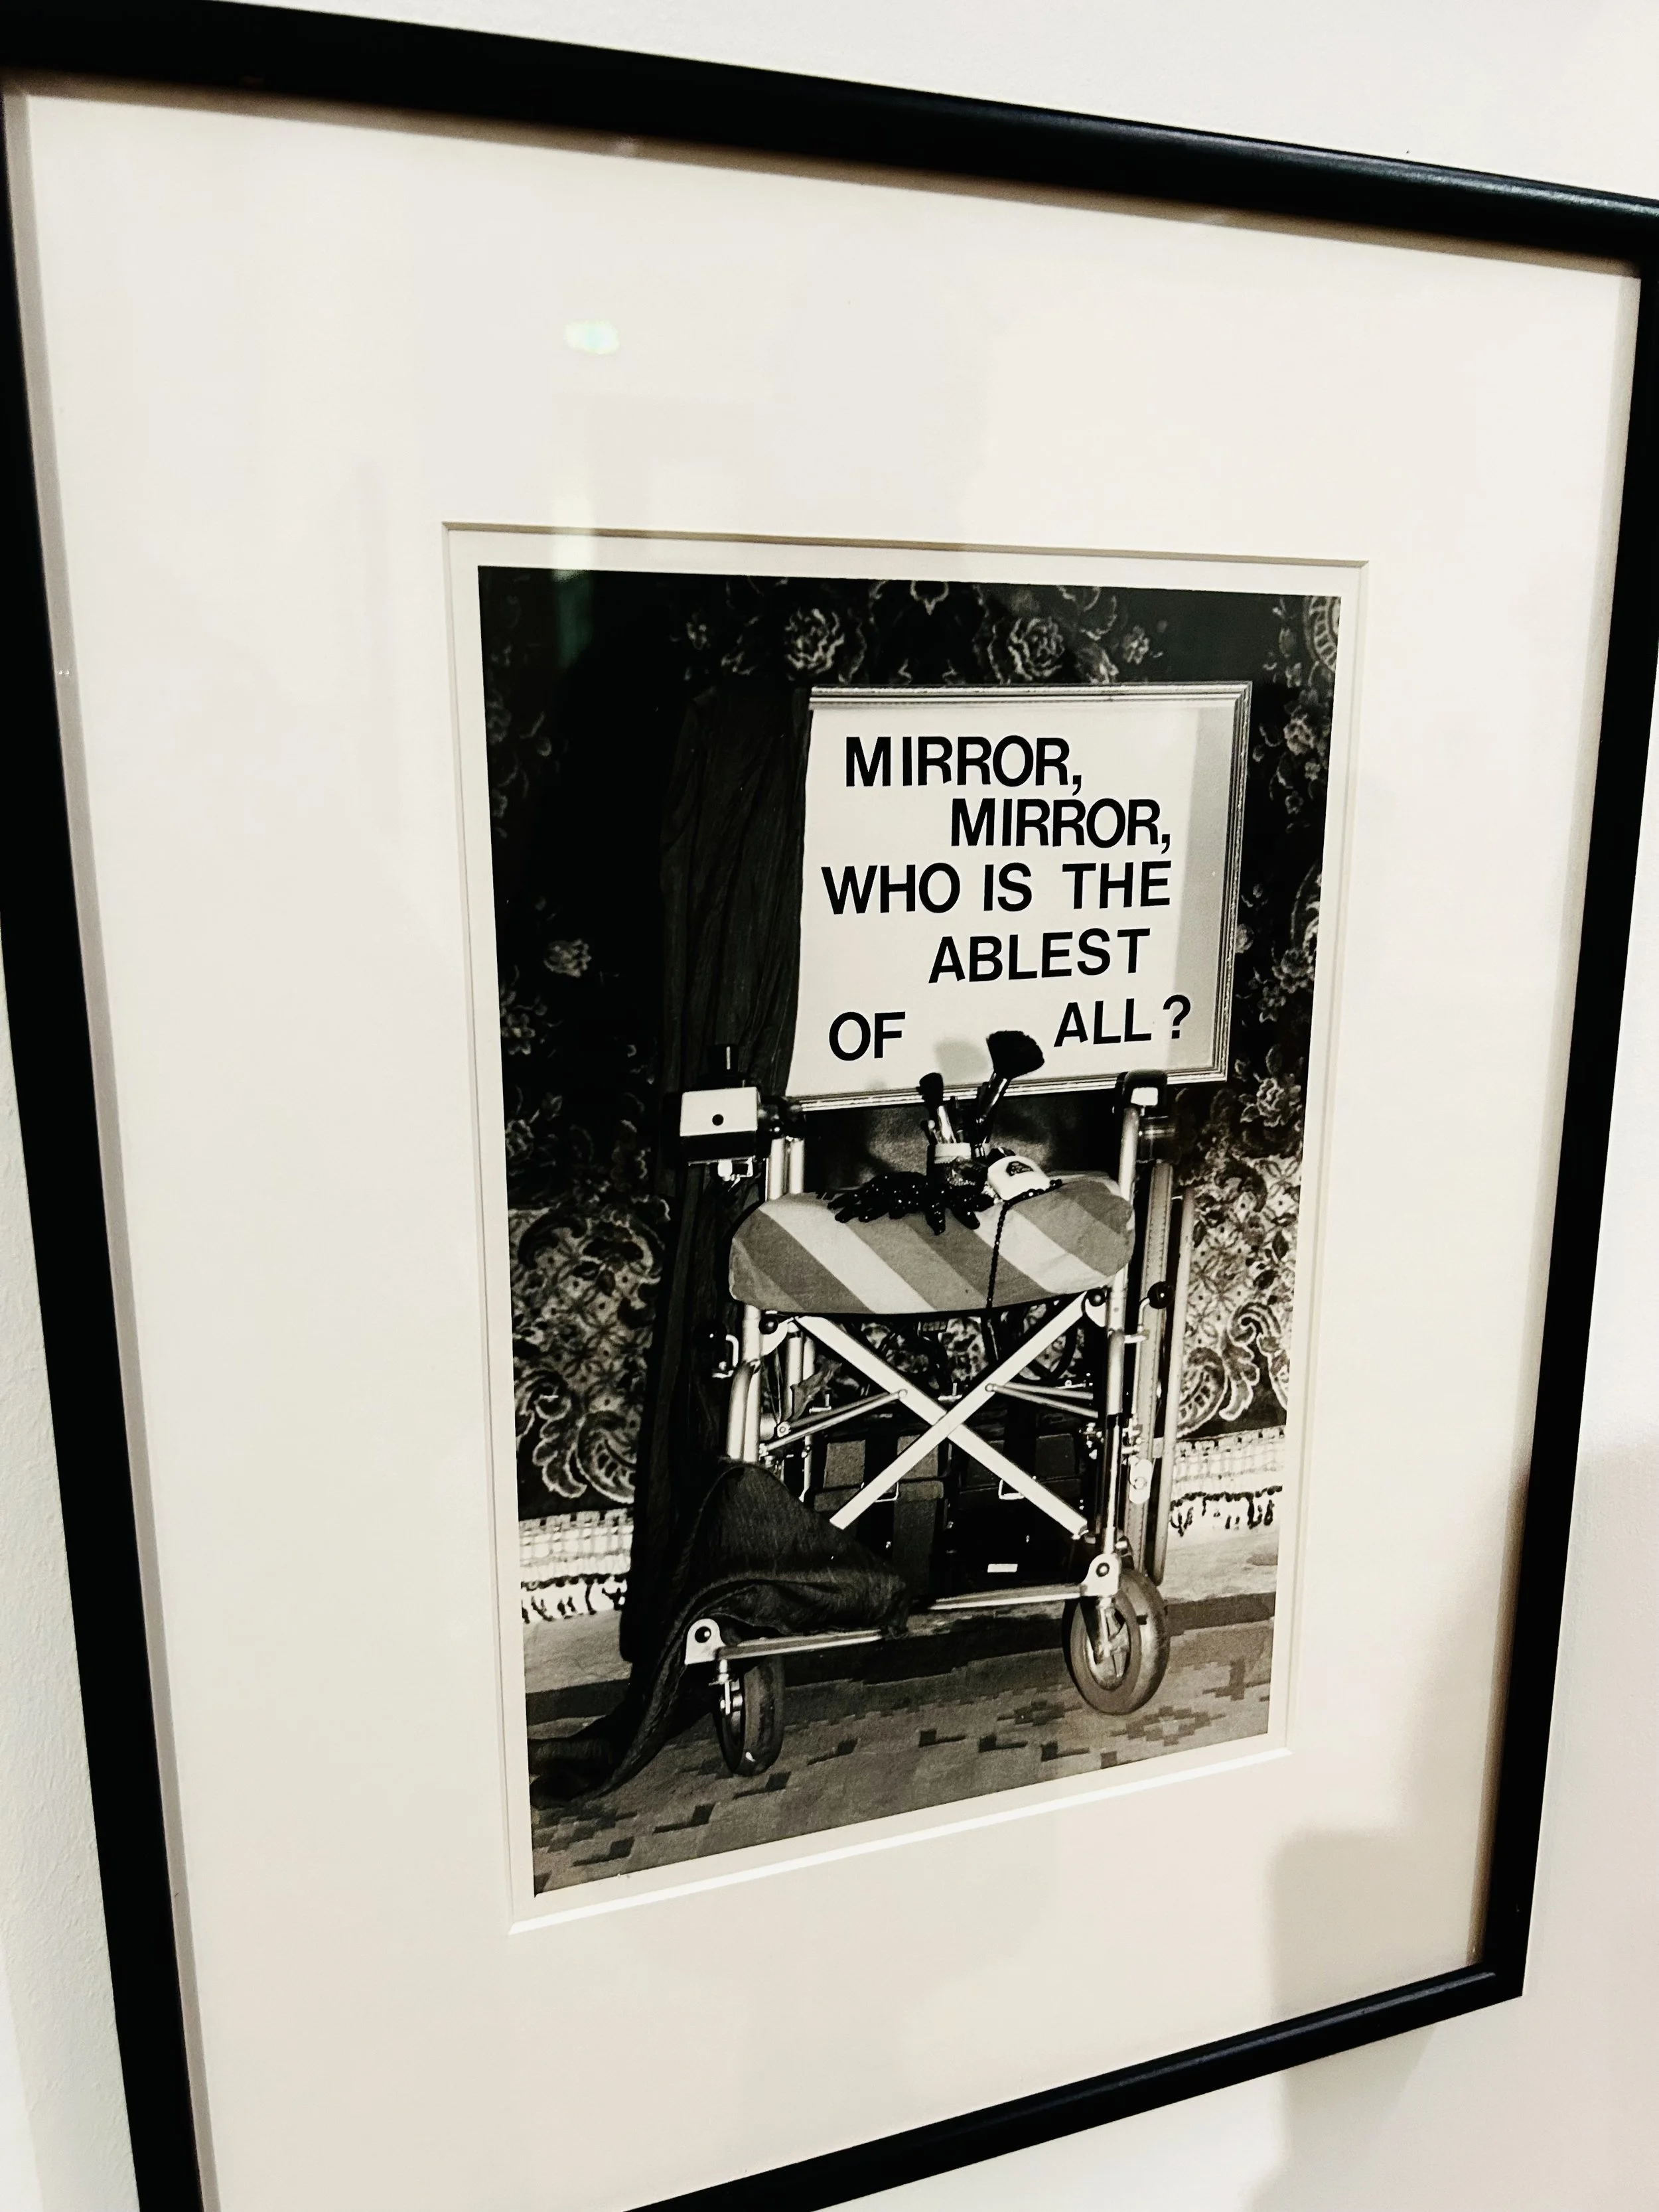 MIRROR,
MIRROR,
WHO IS THE
ABLEST
OF ALL?